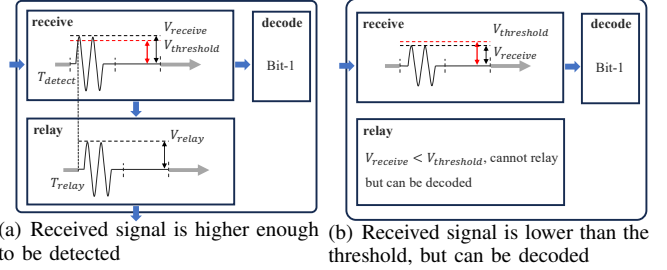 receive
V_receive
V_threshold
T_detect
decode
Bit-1
relay
V_relay
T_relay
(a) Received signal is higher enough
to be detected
receive
V_threshold
V_receive
decode
Bit-1
relay
V_receive < V_threshold, cannot relay
but can be decoded
(b) Received signal is lower than the
threshold, but can be decoded